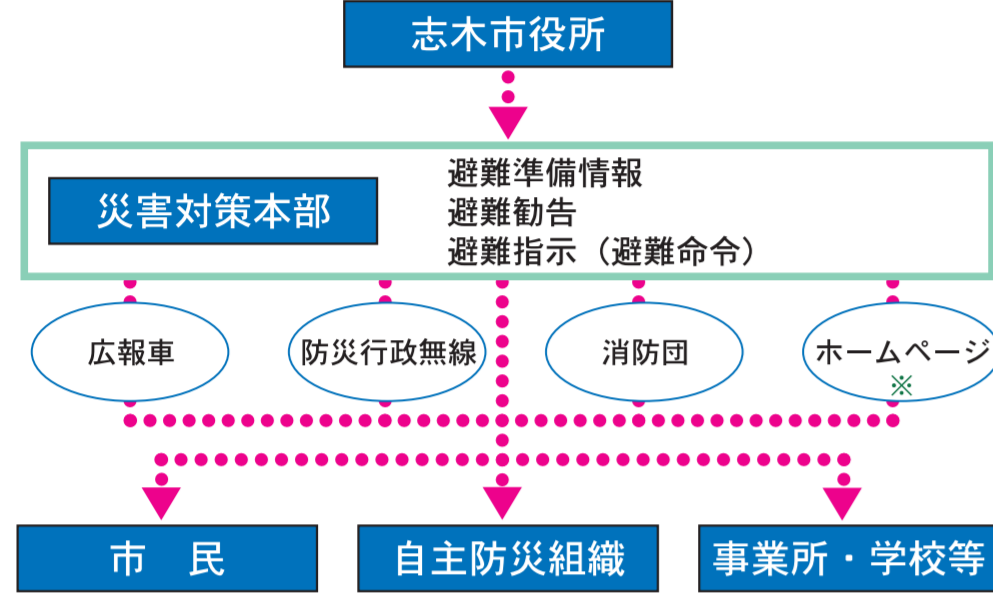 志木市役所
災害対策本部
避難準備情報
避難勧告
避難指示（避難命令）
広報車
防災行政無線
消防団
ホームページ
※
市　民
自主防災組織
事業所・学校等